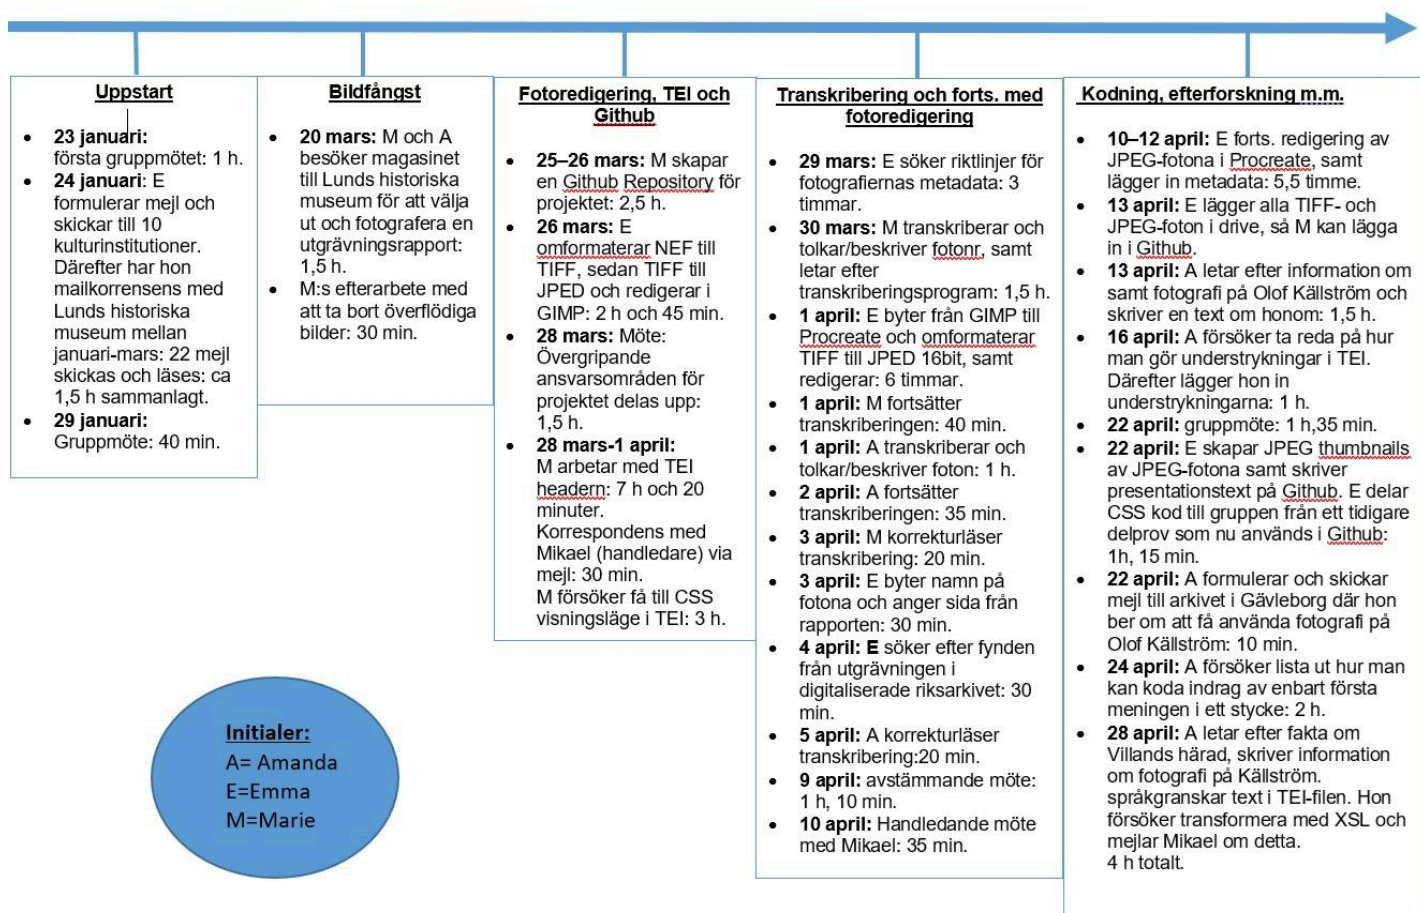 Uppstart
23 januari:
första gruppmötet: 1 h.
24 januari: E
formulerar mejl och
skickar till 10
kulturinstitutioner.
Därefter har hon
mailkorrensens med
Lunds historiska
museum mellan
januari-mars: 22 mejl
skickas och läses: ca
1,5 h sammanlagt.
29 januari:
Gruppmöte: 40 min.
Bildfångst
20 mars: M och A
besöker magasinet
till Lunds historiska
museum för att välja
ut och fotografera en
utgrävningsrapport:
1,5 h.
M:s efterarbete med
att ta bort överflödiga
bilder: 30 min.
Fotoredigering, TEI och
Github
25–26 mars: M skapar
en Github Repository för
projektet: 2,5 h.
26 mars: E
omformaterar NEF till
TIFF, sedan TIFF till
JPED och redigerar i
GIMP: 2 h och 45 min.
28 mars: Möte:
Övergripande
ansvarsområden för
projektet delas upp:
1,5 h.
28 mars-1 april:
M arbetar med TEI
headern: 7 h och 20
minuter.
Korrespondens med
Mikael (handledare) via
mejl: 30 min.
M försöker få till CSS
visningsläge i TEI: 3 h.
Transkribering och forts. med
fotoredigering
29 mars: E söker riktlinjer för
fotografiernas metadata: 3
timmar.
30 mars: M transkriberar och
tolkar/beskriver fotonr, samt
letar efter
transkriberingsprogram: 1,5 h.
1 april: E byter från GIMP till
Procreate och omformaterar
TIFF till JPED 16bit, samt
redigerar: 6 timmar.
1 april: M fortsätter
transkriberingen: 40 min.
1 april: A transkriberar och
tolkar/beskriver foton: 1 h.
2 april: A fortsätter
transkriberingen: 35 min.
3 april: M korrekturläser
transkribering: 20 min.
3 april: E byter namn på
fotona och anger sida från
rapporten: 30 min.
4 april: E söker efter fynden
från utgrävningen i
digitaliserade riksarkivet: 30
min.
5 april: A korrekturläser
transkribering:20 min.
9 april: avstämmande möte:
1 h, 10 min.
10 april: Handledande möte
med Mikael: 35 min.
Kodning, efterforskning m.m.
10–12 april: E forts. redigering av
JPEG-fotona i Procreate, samt
lägger in metadata: 5,5 timme.
13 april: E lägger alla TIFF- och
JPEG-foton i drive, så M kan lägga
in i Github.
13 april: A letar efter information om
samt fotografi på Olof Källström och
skriver en text om honom: 1,5 h.
16 april: A försöker ta reda på hur
man gör understrykningar i TEI.
Därefter lägger hon in
understrykningarna: 1 h.
22 april: gruppmöte: 1 h,35 min.
22 april: E skapar JPEG thumbnails
av JPEG-fotona samt skriver
presentationstext på Github. E delar
CSS kod till gruppen från ett tidigare
delprov som nu används i Github:
1h, 15 min.
22 april: A formulerar och skickar
mejl till arkivet i Gävleborg där hon
ber om att få använda fotografi på
Olof Källström: 10 min.
24 april: A försöker lista ut hur man
kan koda indrag av enbart första
meningen i ett stycke: 2 h.
28 april: A letar efter fakta om
Villands härad, skriver information
om fotografi på Källström.
språkgranskar text i TEI-filen. Hon
försöker transformera med XSL och
mejlar Mikael om detta.
4 h totalt.
Initialer:
A= Amanda
E=Emma
M=Marie